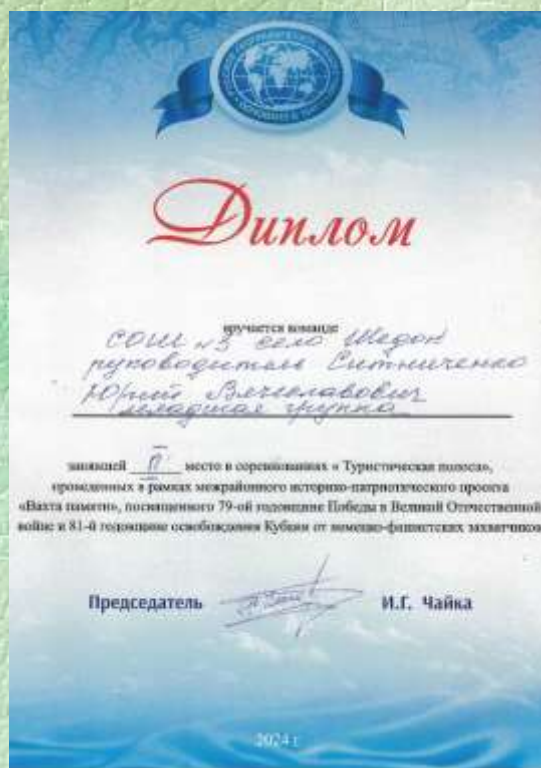 Диплом
вручается команде
СОШ №3 село Шедок
руководитель Ситниченко
Юрий Вячеславович
младшая группа
занявшей II место в соревнованиях « Туристическая полоса»,
проведенных в рамках межрайонного историко-патриотического проекта
«Вахта памяти», посвященного 79-ой годовщине Победы в Великой Отечественной
войне и 81-й годовщине освобождения Кубани от немецко-фашистских захватчиков
Председатель И.Г. Чайка
2024 г